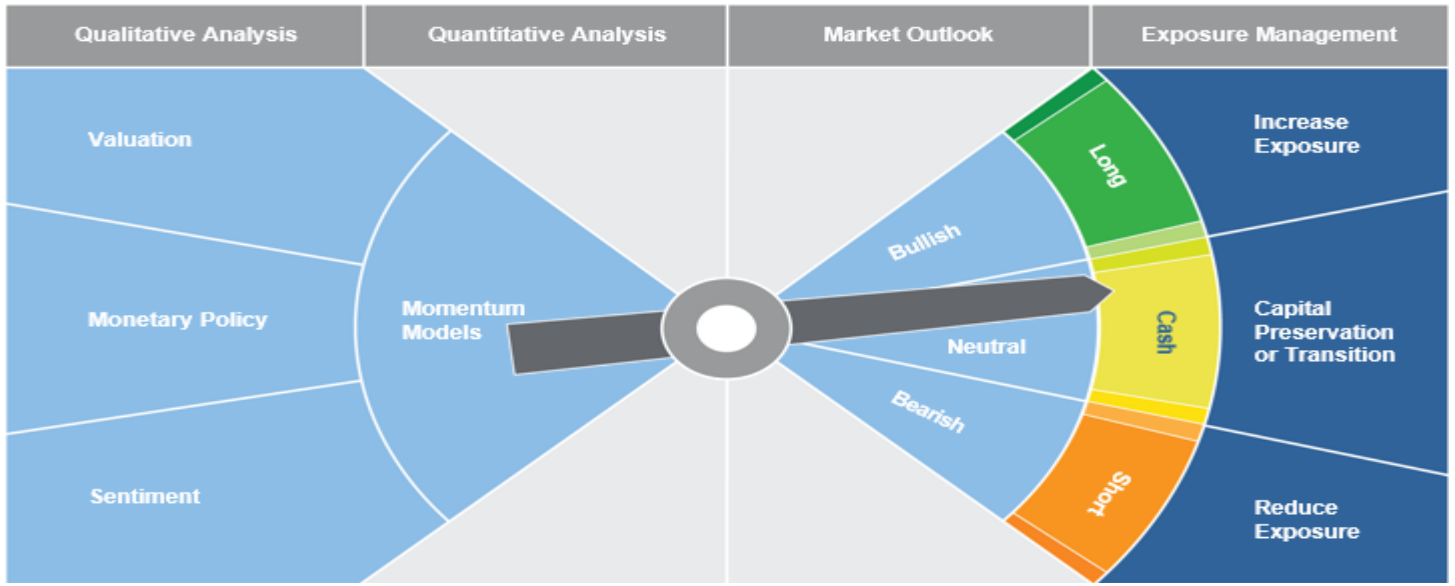 Qualitative Analysis
Quantitative Analysis
Market Outlook
Exposure Management
Valuation
Monetary Policy
Sentiment
Momentum
Models
Bullish
Neutral
Bearish
Long
Cash
Short
Increase
Exposure
Capital
Preservation
or Transition
Reduce
Exposure